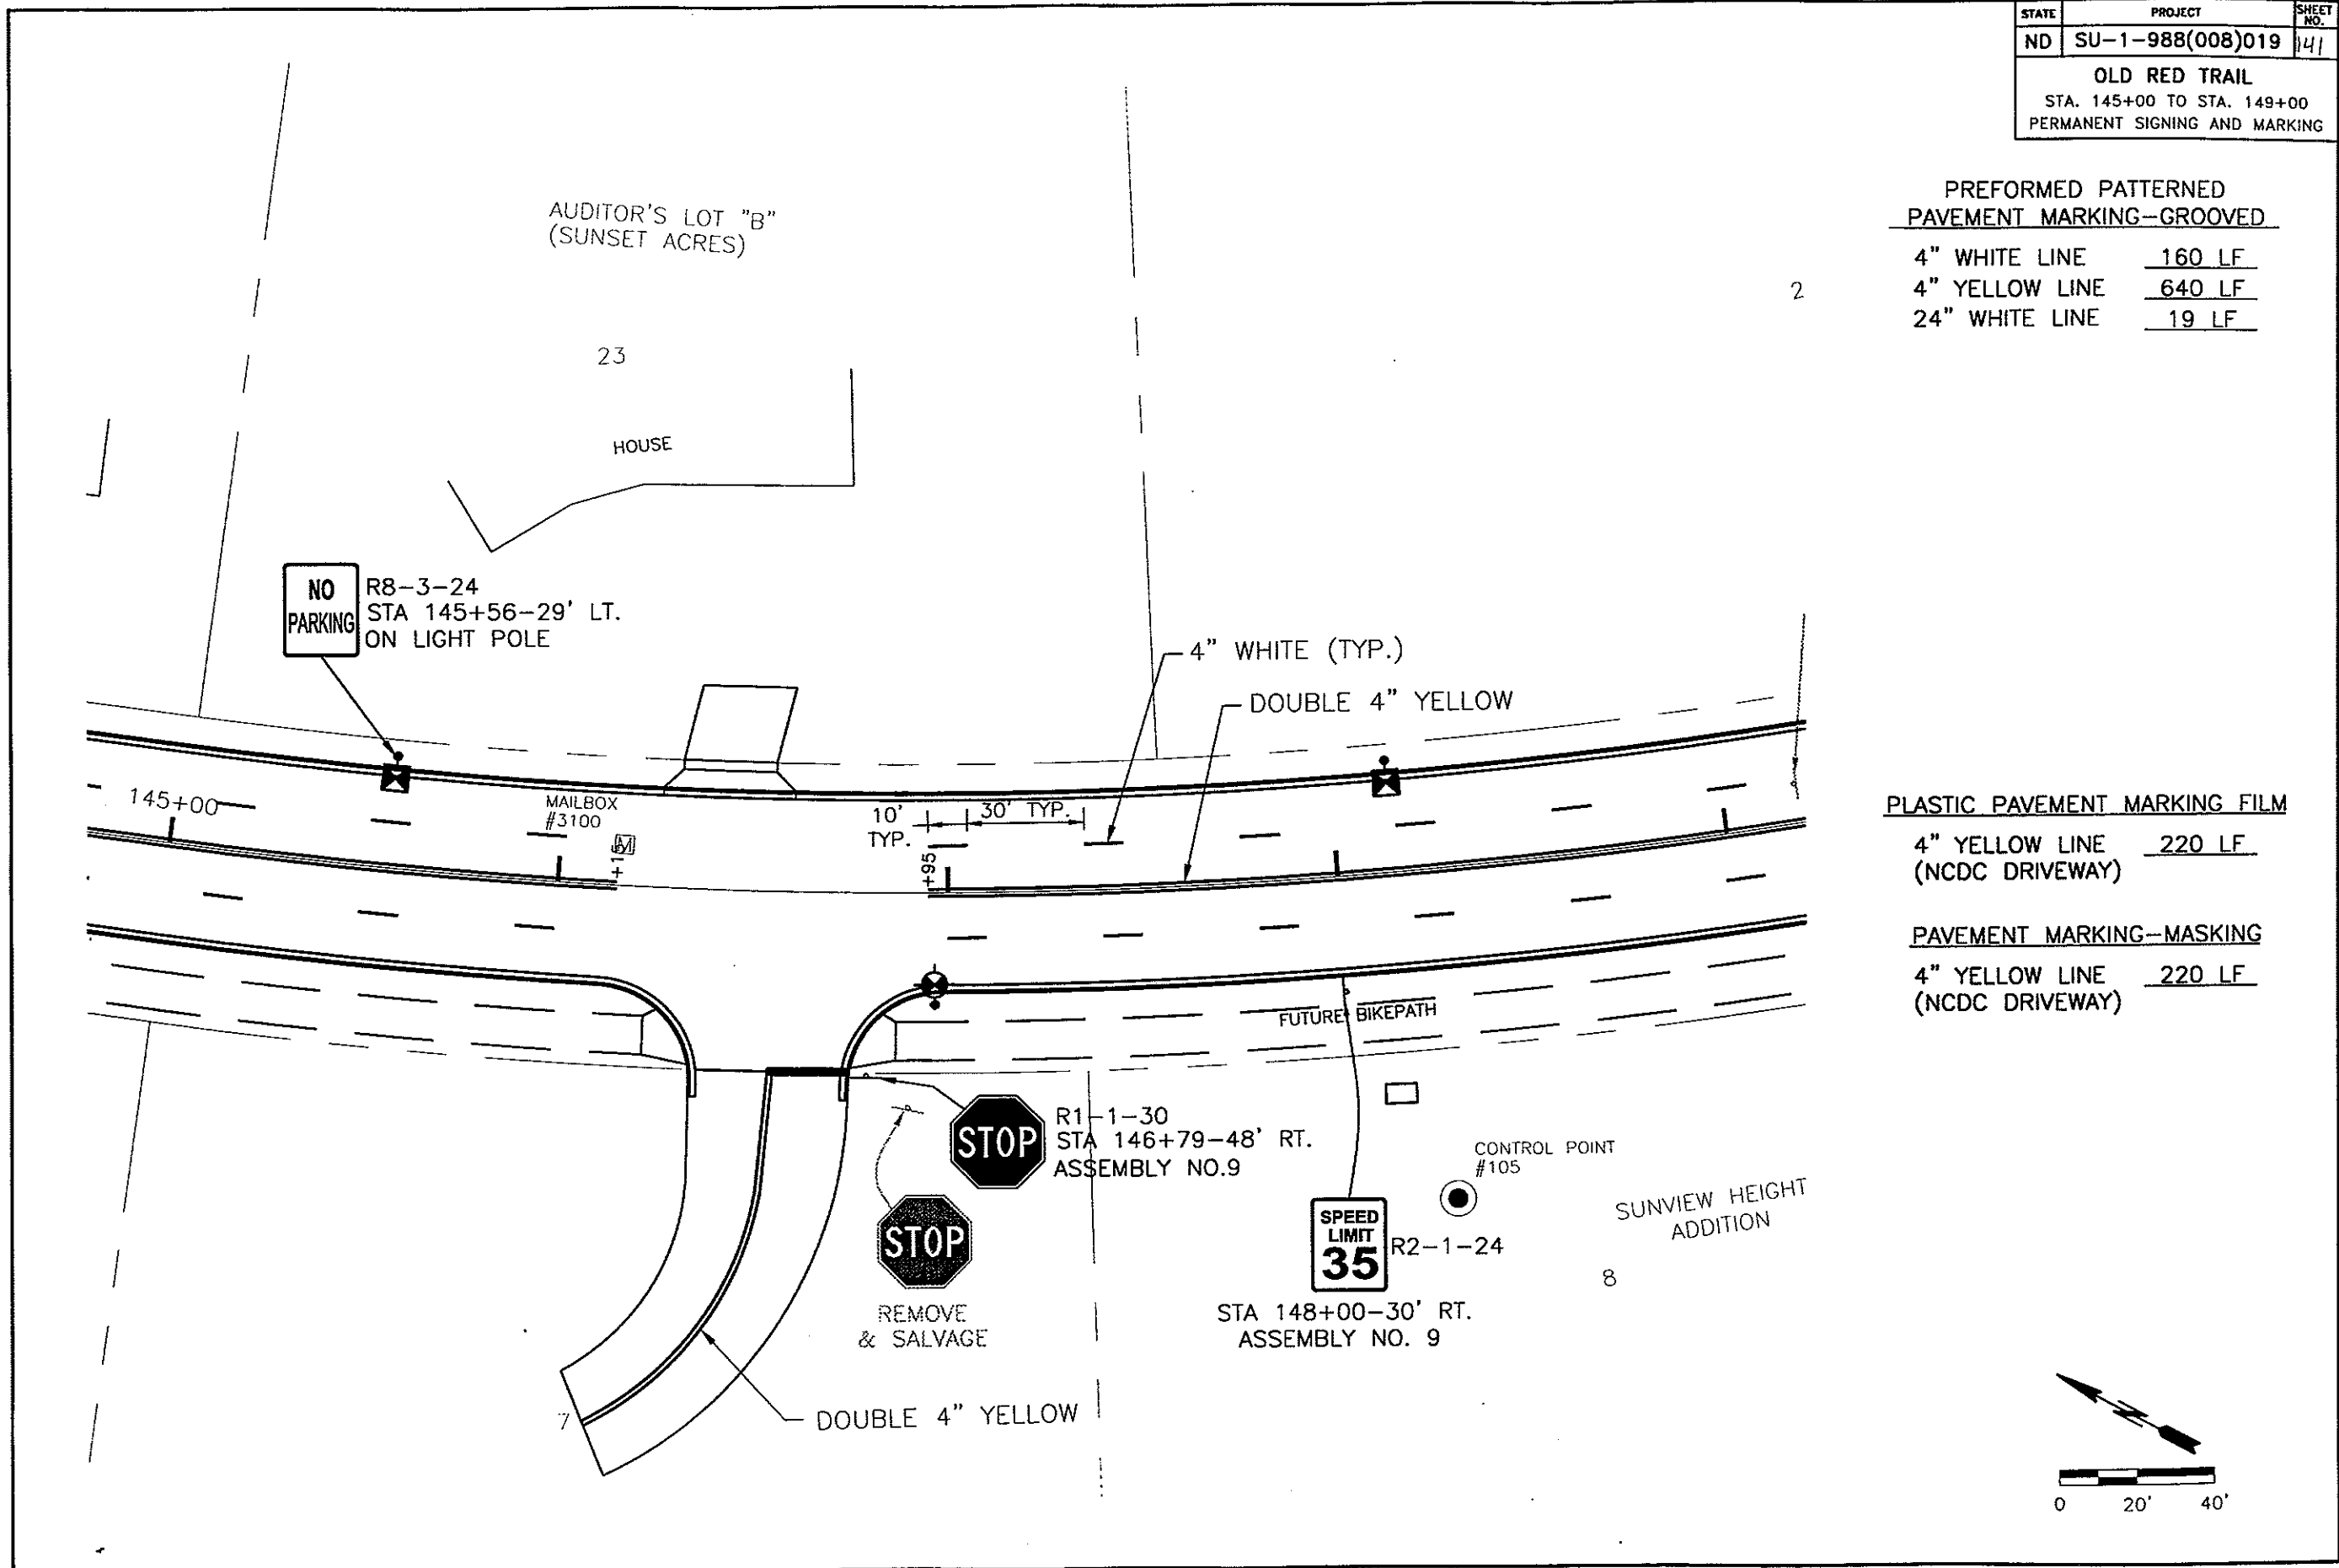 STATE PROJECT SHEET NO.
ND SU-1-988(008)019 141
OLD RED TRAIL
STA. 145+00 TO STA. 149+00
PERMANENT SIGNING AND MARKING
PREFORMED PATTERNED
PAVEMENT MARKING-GROOVED
4" WHITE LINE 160 LF
4" YELLOW LINE 640 LF
24" WHITE LINE 19 LF
AUDITOR'S LOT "B"
(SUNSET ACRES)
2
23
HOUSE
NO
PARKING
R8-3-24
STA 145+56-29' LT.
ON LIGHT POLE
4" WHITE (TYP.)
DOUBLE 4" YELLOW
145+00
MAILBOX
#3100
M
10'
TYP.
30' TYP.
+95
PLASTIC PAVEMENT MARKING FILM
4" YELLOW LINE 220 LF
(NCDC DRIVEWAY)
PAVEMENT MARKING-MASKING
4" YELLOW LINE 220 LF
(NCDC DRIVEWAY)
FUTURE BIKEPATH
STOP
R1-1-30
STA 146+79-48' RT.
ASSEMBLY NO.9
STOP
REMOVE
& SALVAGE
CONTROL POINT
#105
SUNVIEW HEIGHT
ADDITION
8
SPEED
LIMIT
35
R2-1-24
STA 148+00-30' RT.
ASSEMBLY NO. 9
7
DOUBLE 4" YELLOW
N
0 20' 40'